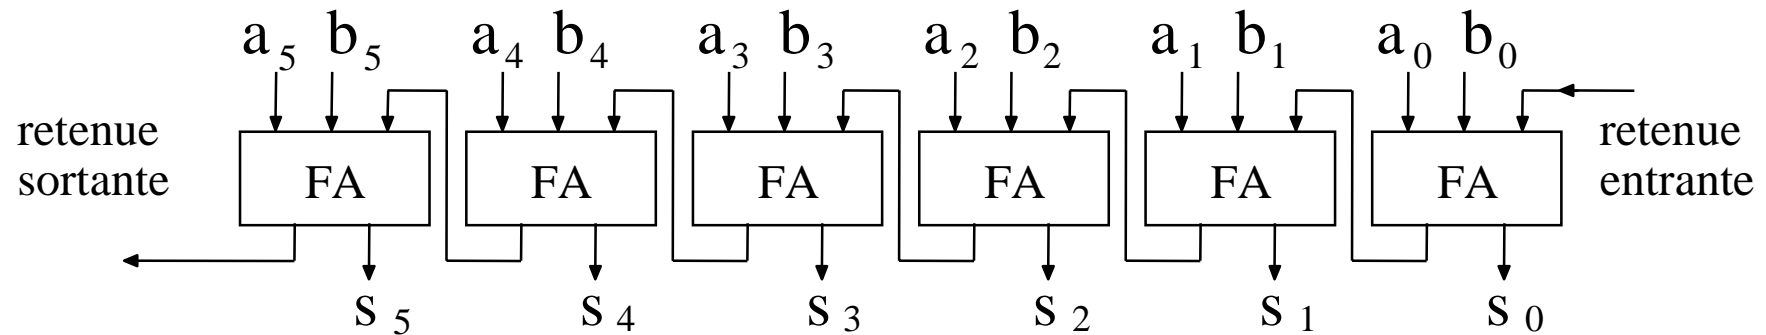 a5 b5 a4 b4 a3 b3 a2 b2 a1 b1 a0 b0
retenue
sortante
FA FA FA FA FA FA
retenue
entrante
s5 s4 s3 s2 s1 s0